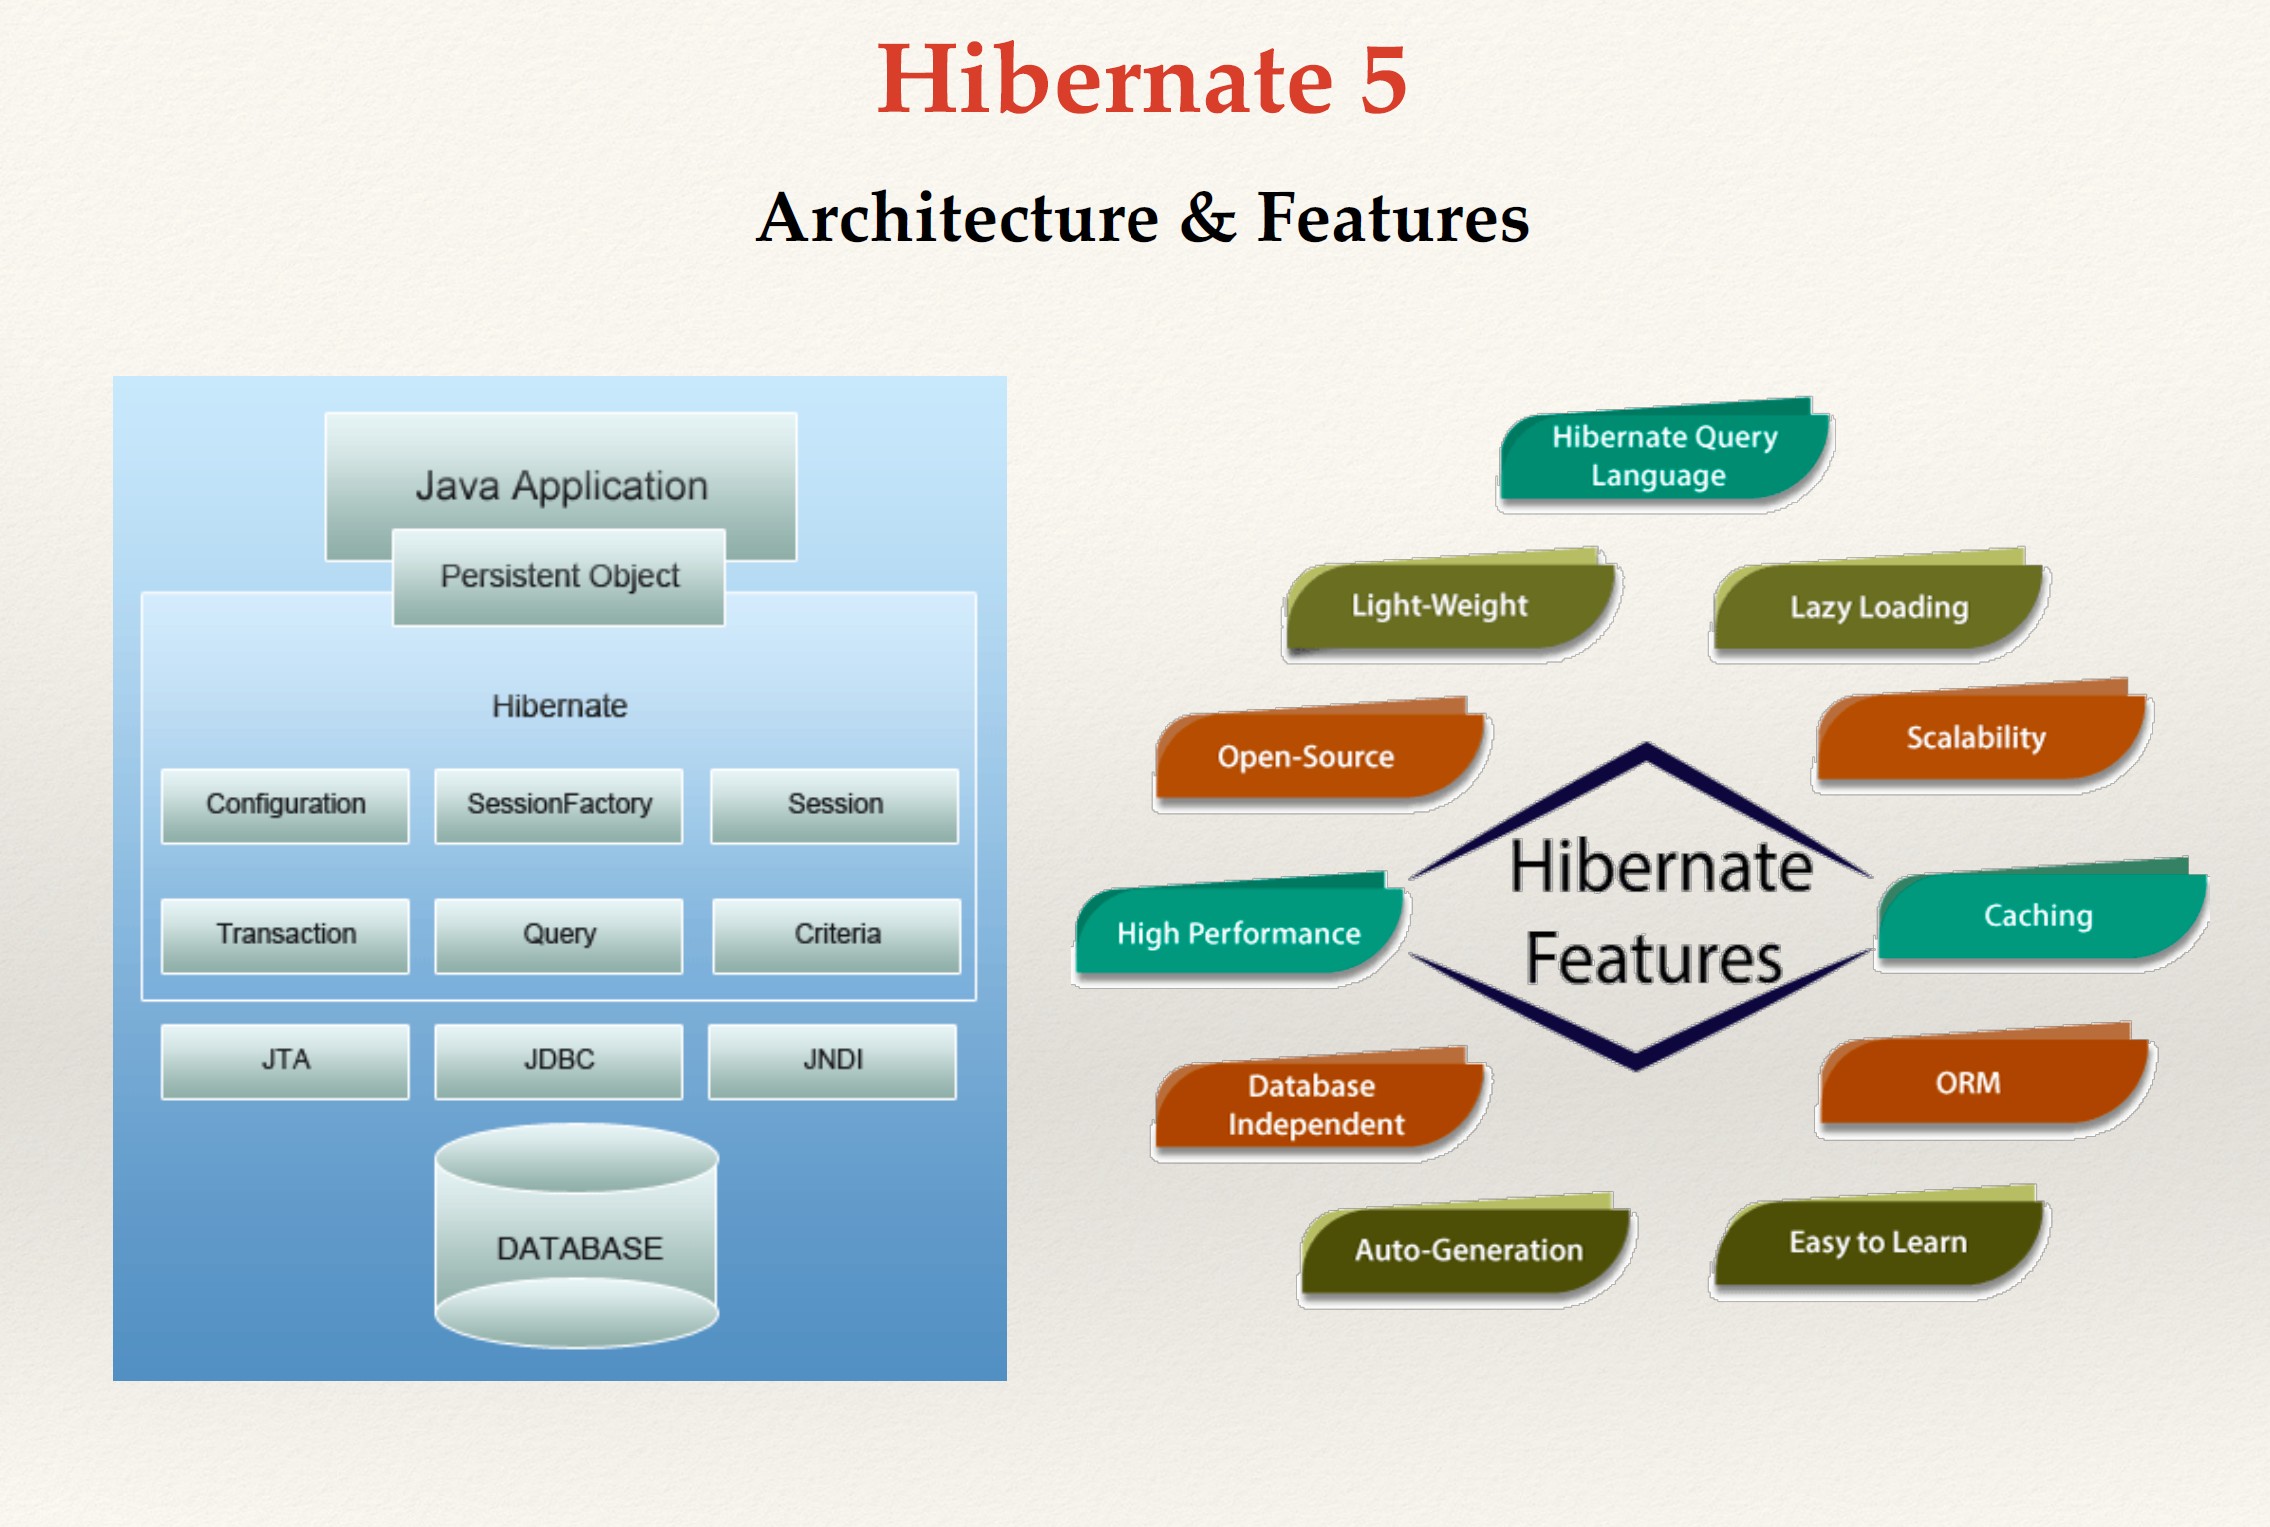 Hibernate 5
Architecture & Features
Java Application
Persistent Object
Hibernate
Configuration
SessionFactory
Session
Transaction
Query
Criteria
JTA
JDBC
JNDI
DATABASE
Hibernate Query
Language
Light-Weight
Lazy Loading
Open-Source
Scalability
Hibernate
Features
High Performance
Caching
Database
Independent
ORM
Auto-Generation
Easy to Learn